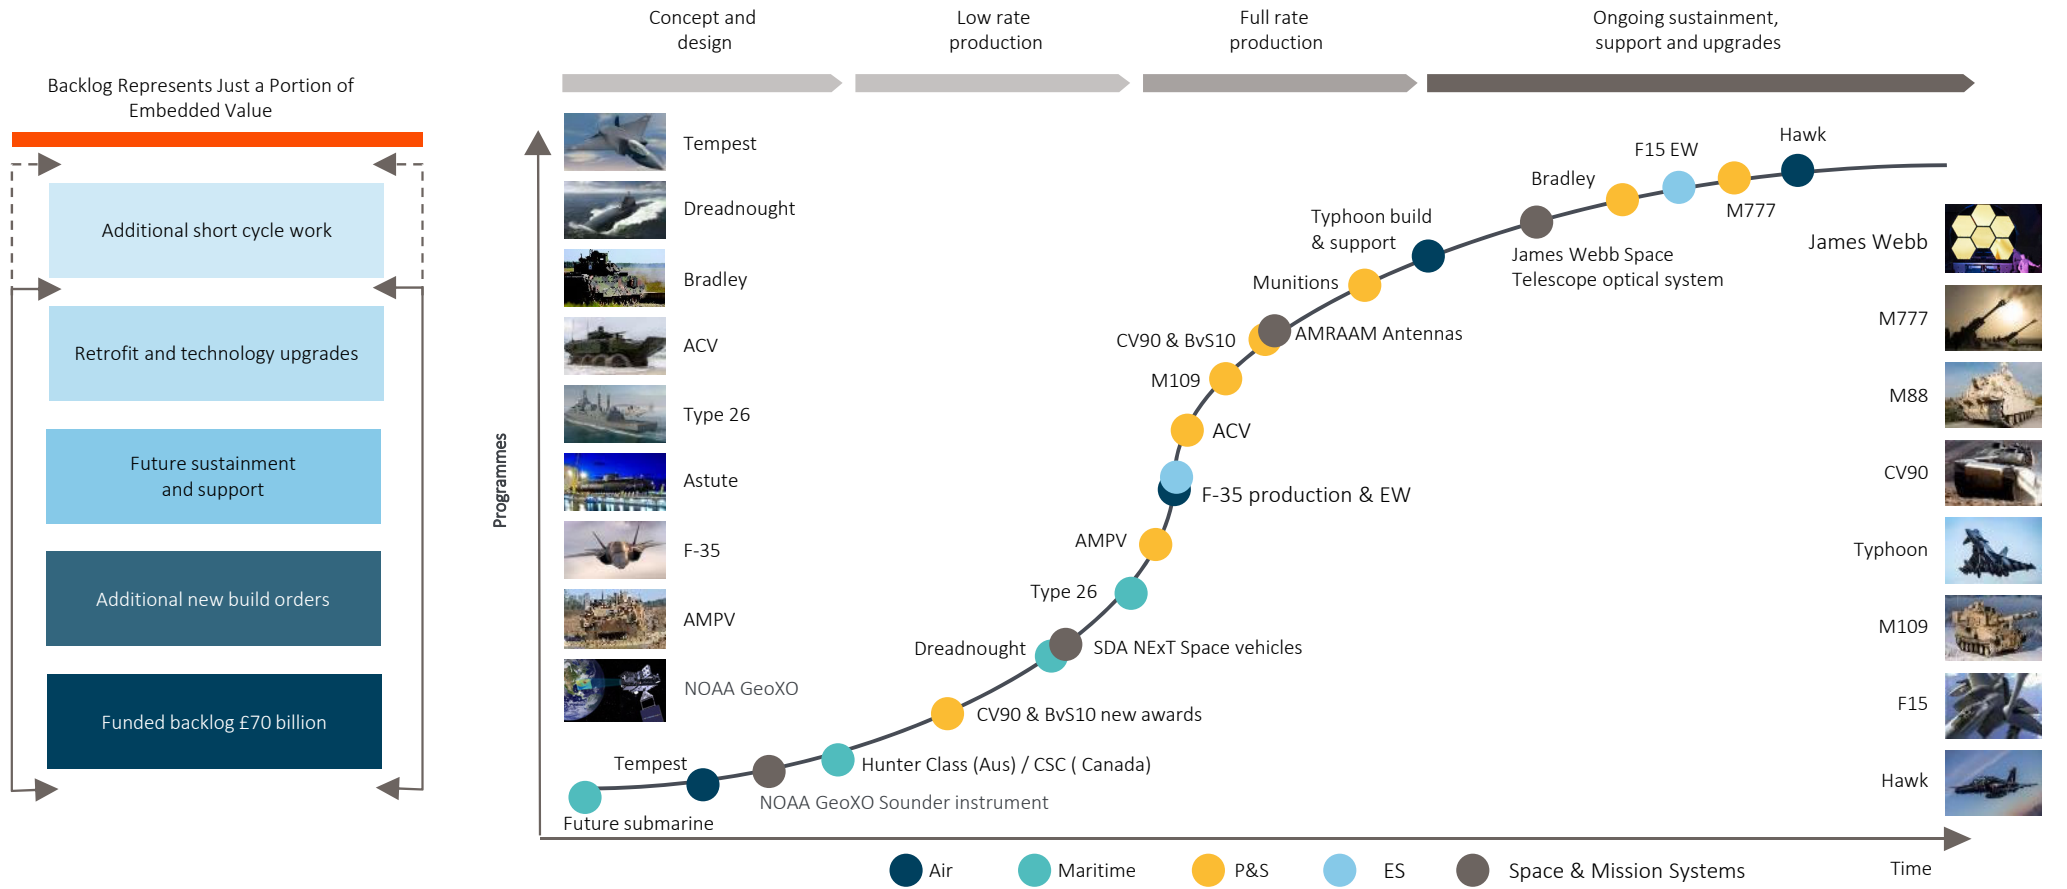 Backlog Represents Just a Portion of
Embedded Value
Additional short cycle work
Retrofit and technology upgrades
Future sustainment
and support
Additional new build orders
Funded backlog £70 billion
Concept and
design
Low rate
production
Full rate
production
Ongoing sustainment,
support and upgrades
Programmes
Tempest
Dreadnought
Bradley
ACV
Type 26
Astute
F-35
AMPV
NOAA GeoXO
Hawk
F15 EW
Bradley
M777
Typhoon build
& support
James Webb Space
Telescope optical system
Munitions
CV90 & BvS10
AMRAAM Antennas
M109
ACV
F-35 production & EW
AMPV
Type 26
Dreadnought
SDA NExT Space vehicles
CV90 & BvS10 new awards
Tempest
Hunter Class (Aus) / CSC ( Canada)
NOAA GeoXO Sounder instrument
Future submarine
James Webb
M777
M88
CV90
Typhoon
M109
F15
Hawk
Time
Air
Maritime
P&S
ES
Space & Mission Systems